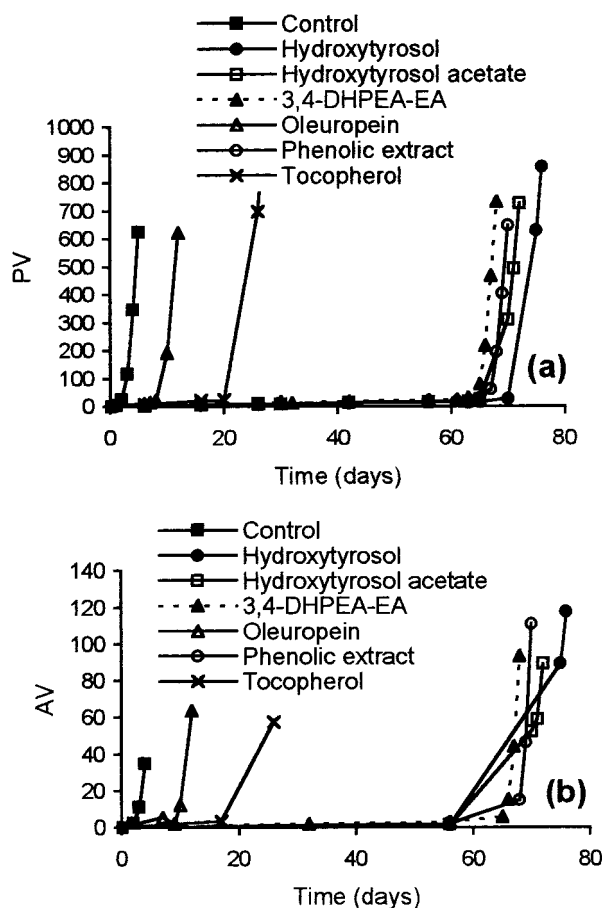 Control
Hydroxytyrosol
Hydroxytyrosol acetate
3,4-DHPEA-EA
Oleuropein
Phenolic extract
Tocopherol
1000
900
800
700
600
500
400
300
200
100
0
PV
(a)
0 20 40 60 80
Time (days)
Control
Hydroxytyrosol
Hydroxytyrosol acetate
3,4-DHPEA-EA
Oleuropein
Phenolic extract
Tocopherol
140
120
100
80
60
40
20
0
AV
(b)
0 20 40 60 80
Time (days)